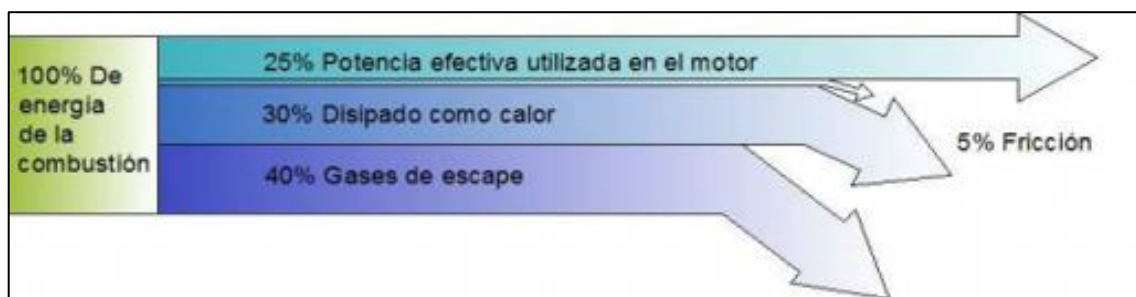 100% De
energia
de la
combustión
25% Potencia efectiva utilizada en el motor
30% Disipado como calor
5% Fricción
40% Gases de escape